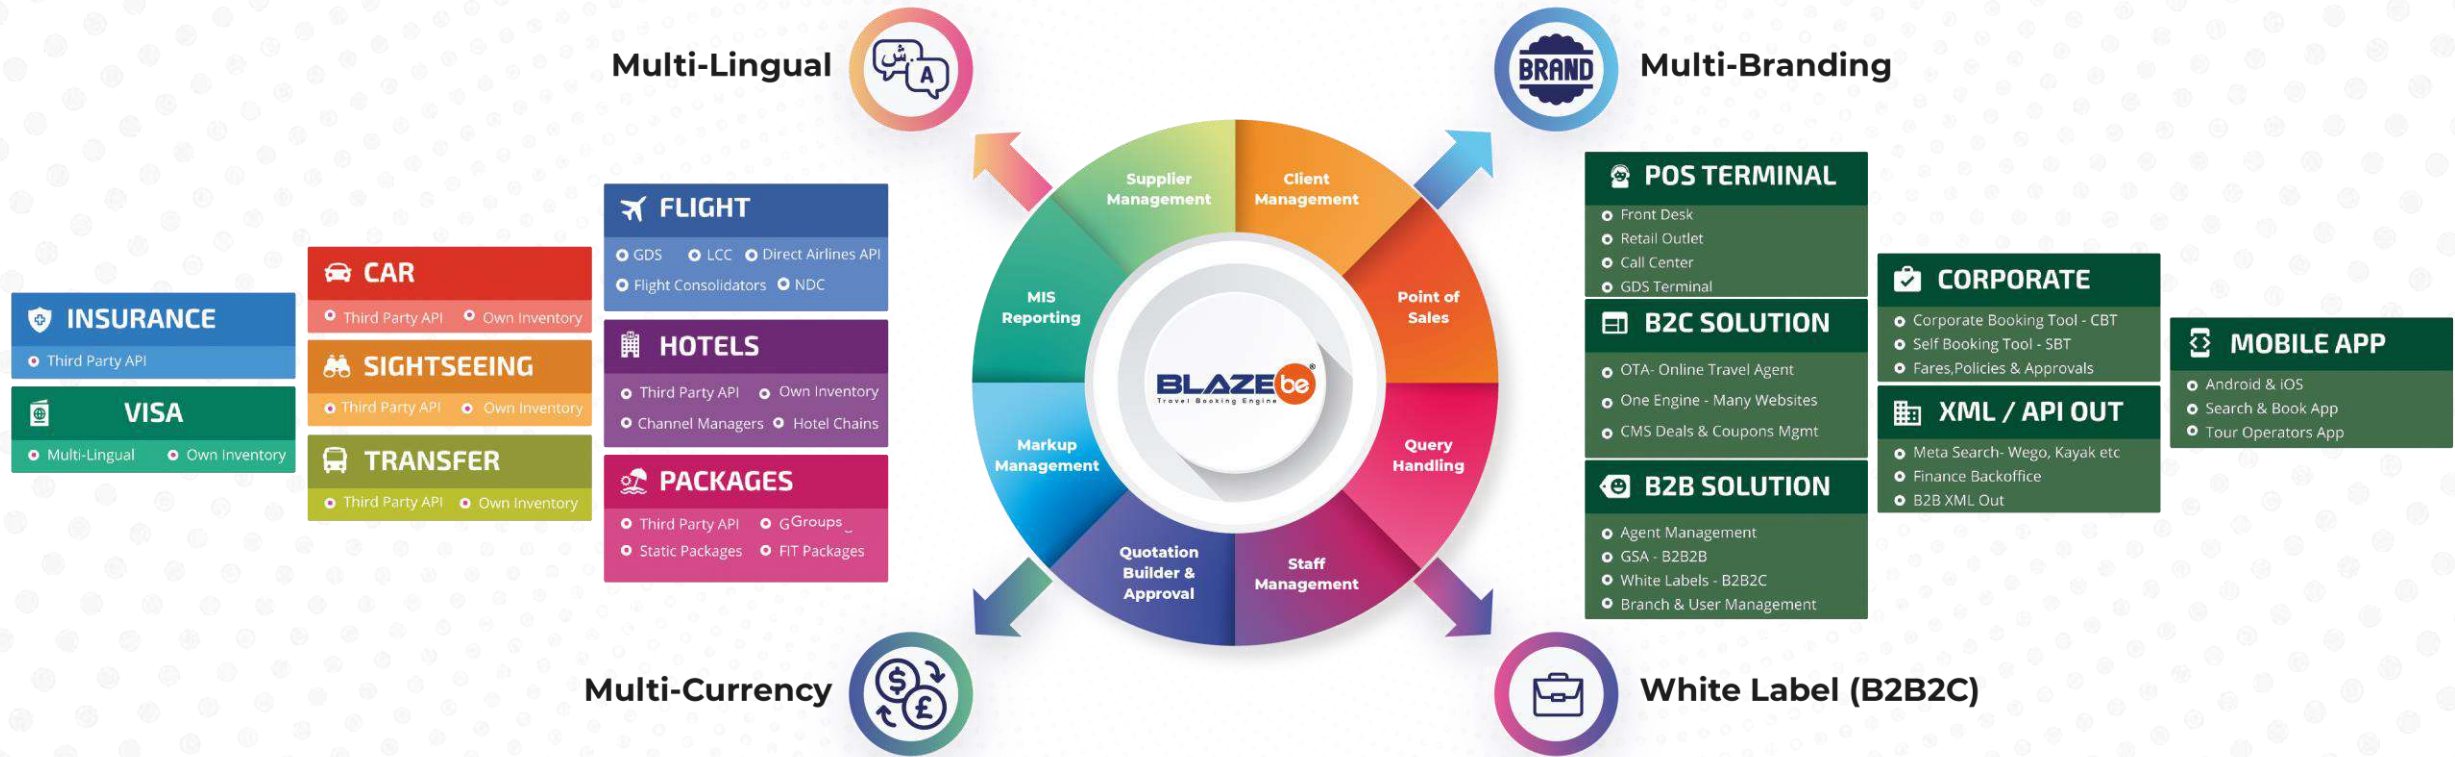 Multi-Lingual
ش
A
BRAND
Multi-Branding
INSURANCE
Third Party API
VISA
Multi-Lingual
Own Inventory
CAR
Third Party API
Own Inventory
SIGHTSEEING
Third Party API
Own Inventory
TRANSFER
Third Party API
Own Inventory
FLIGHT
GDS
LCC
Direct Airlines API
Flight Consolidators
NDC
HOTELS
Third Party API
Own Inventory
Channel Managers
Hotel Chains
PACKAGES
Third Party API
GGroups
Static Packages
FIT Packages
Supplier
Management
Client
Management
Point of
Sales
Query
Handling
Staff
Management
Quotation
Builder &
Approval
Markup
Management
MIS
Reporting
BLAZE be ®
Travel Booking Engine
POS TERMINAL
Front Desk
Retail Outlet
Call Center
GDS Terminal
B2C SOLUTION
OTA- Online Travel Agent
One Engine - Many Websites
CMS Deals & Coupons Mgmt
B2B SOLUTION
Agent Management
GSA - B2B2B
White Labels - B2B2C
Branch & User Management
CORPORATE
Corporate Booking Tool - CBT
Self Booking Tool - SBT
Fares,Policies & Approvals
XML / API OUT
Meta Search- Wego, Kayak etc
Finance Backoffice
B2B XML Out
MOBILE APP
Android & iOS
Search & Book App
Tour Operators App
Multi-Currency
$
£
White Label (B2B2C)